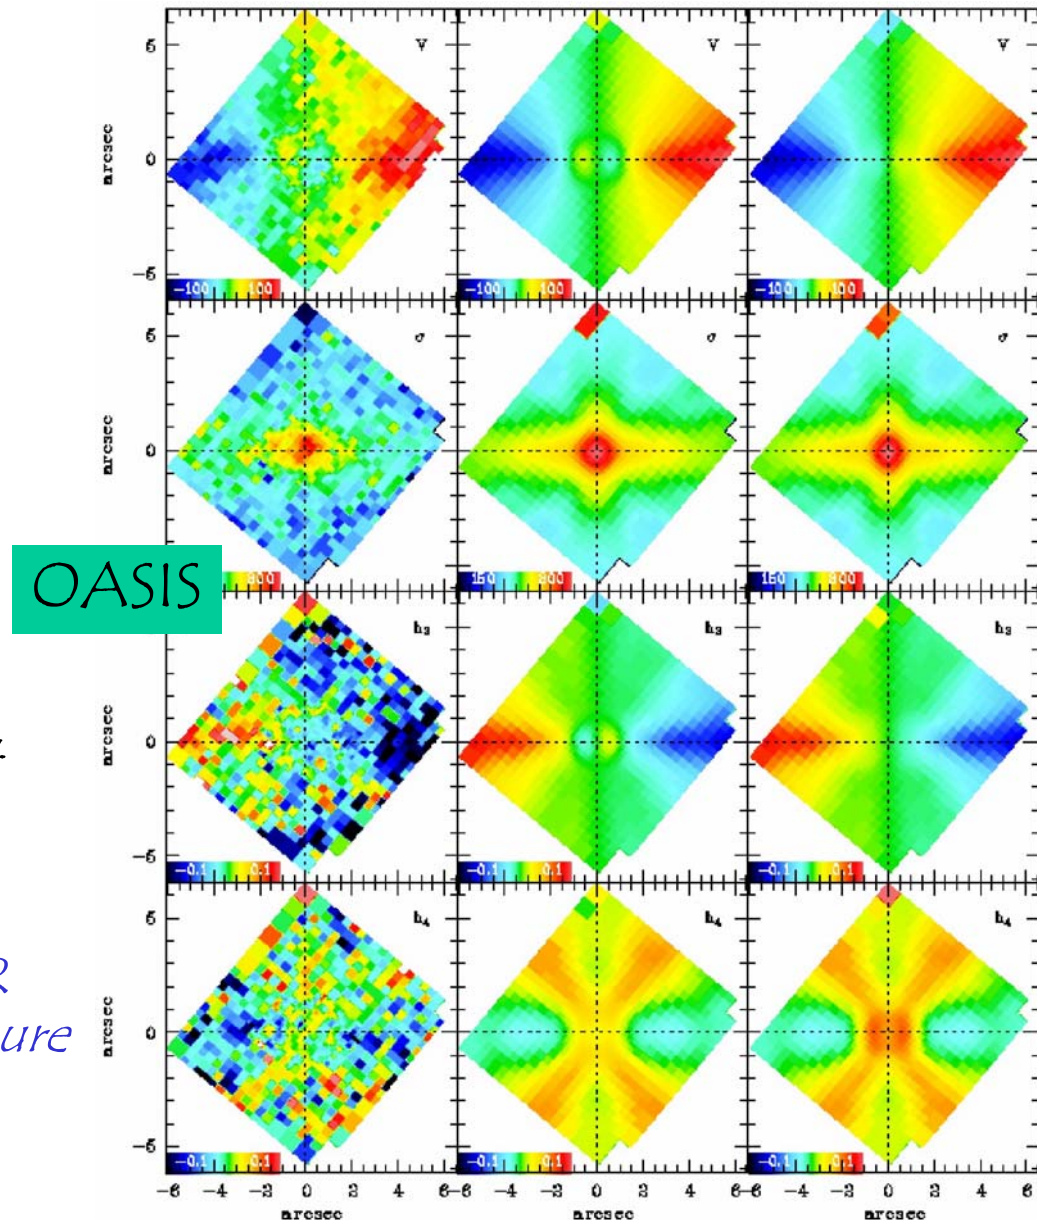 5 V V V
arcsec 0
-5 -100 100 -100 100 -100 100
5 σ σ σ
arcsec 0
300 150 300 150 300
OASIS
5 h3 h3 h3
arcsec 0
-5 -0.1 0.1 -0.1 0.1 -0.1 0.1
5 h4 h4 h4
R
arcsec 0
ure
-5 -0.1 0.1 -0.1 0.1 -0.1 0.1
-6 -4 -2 0 2 4 6 -4 -2 0 2 4 6 -4 -2 0 2 4 6
arcsec arcsec arcsec